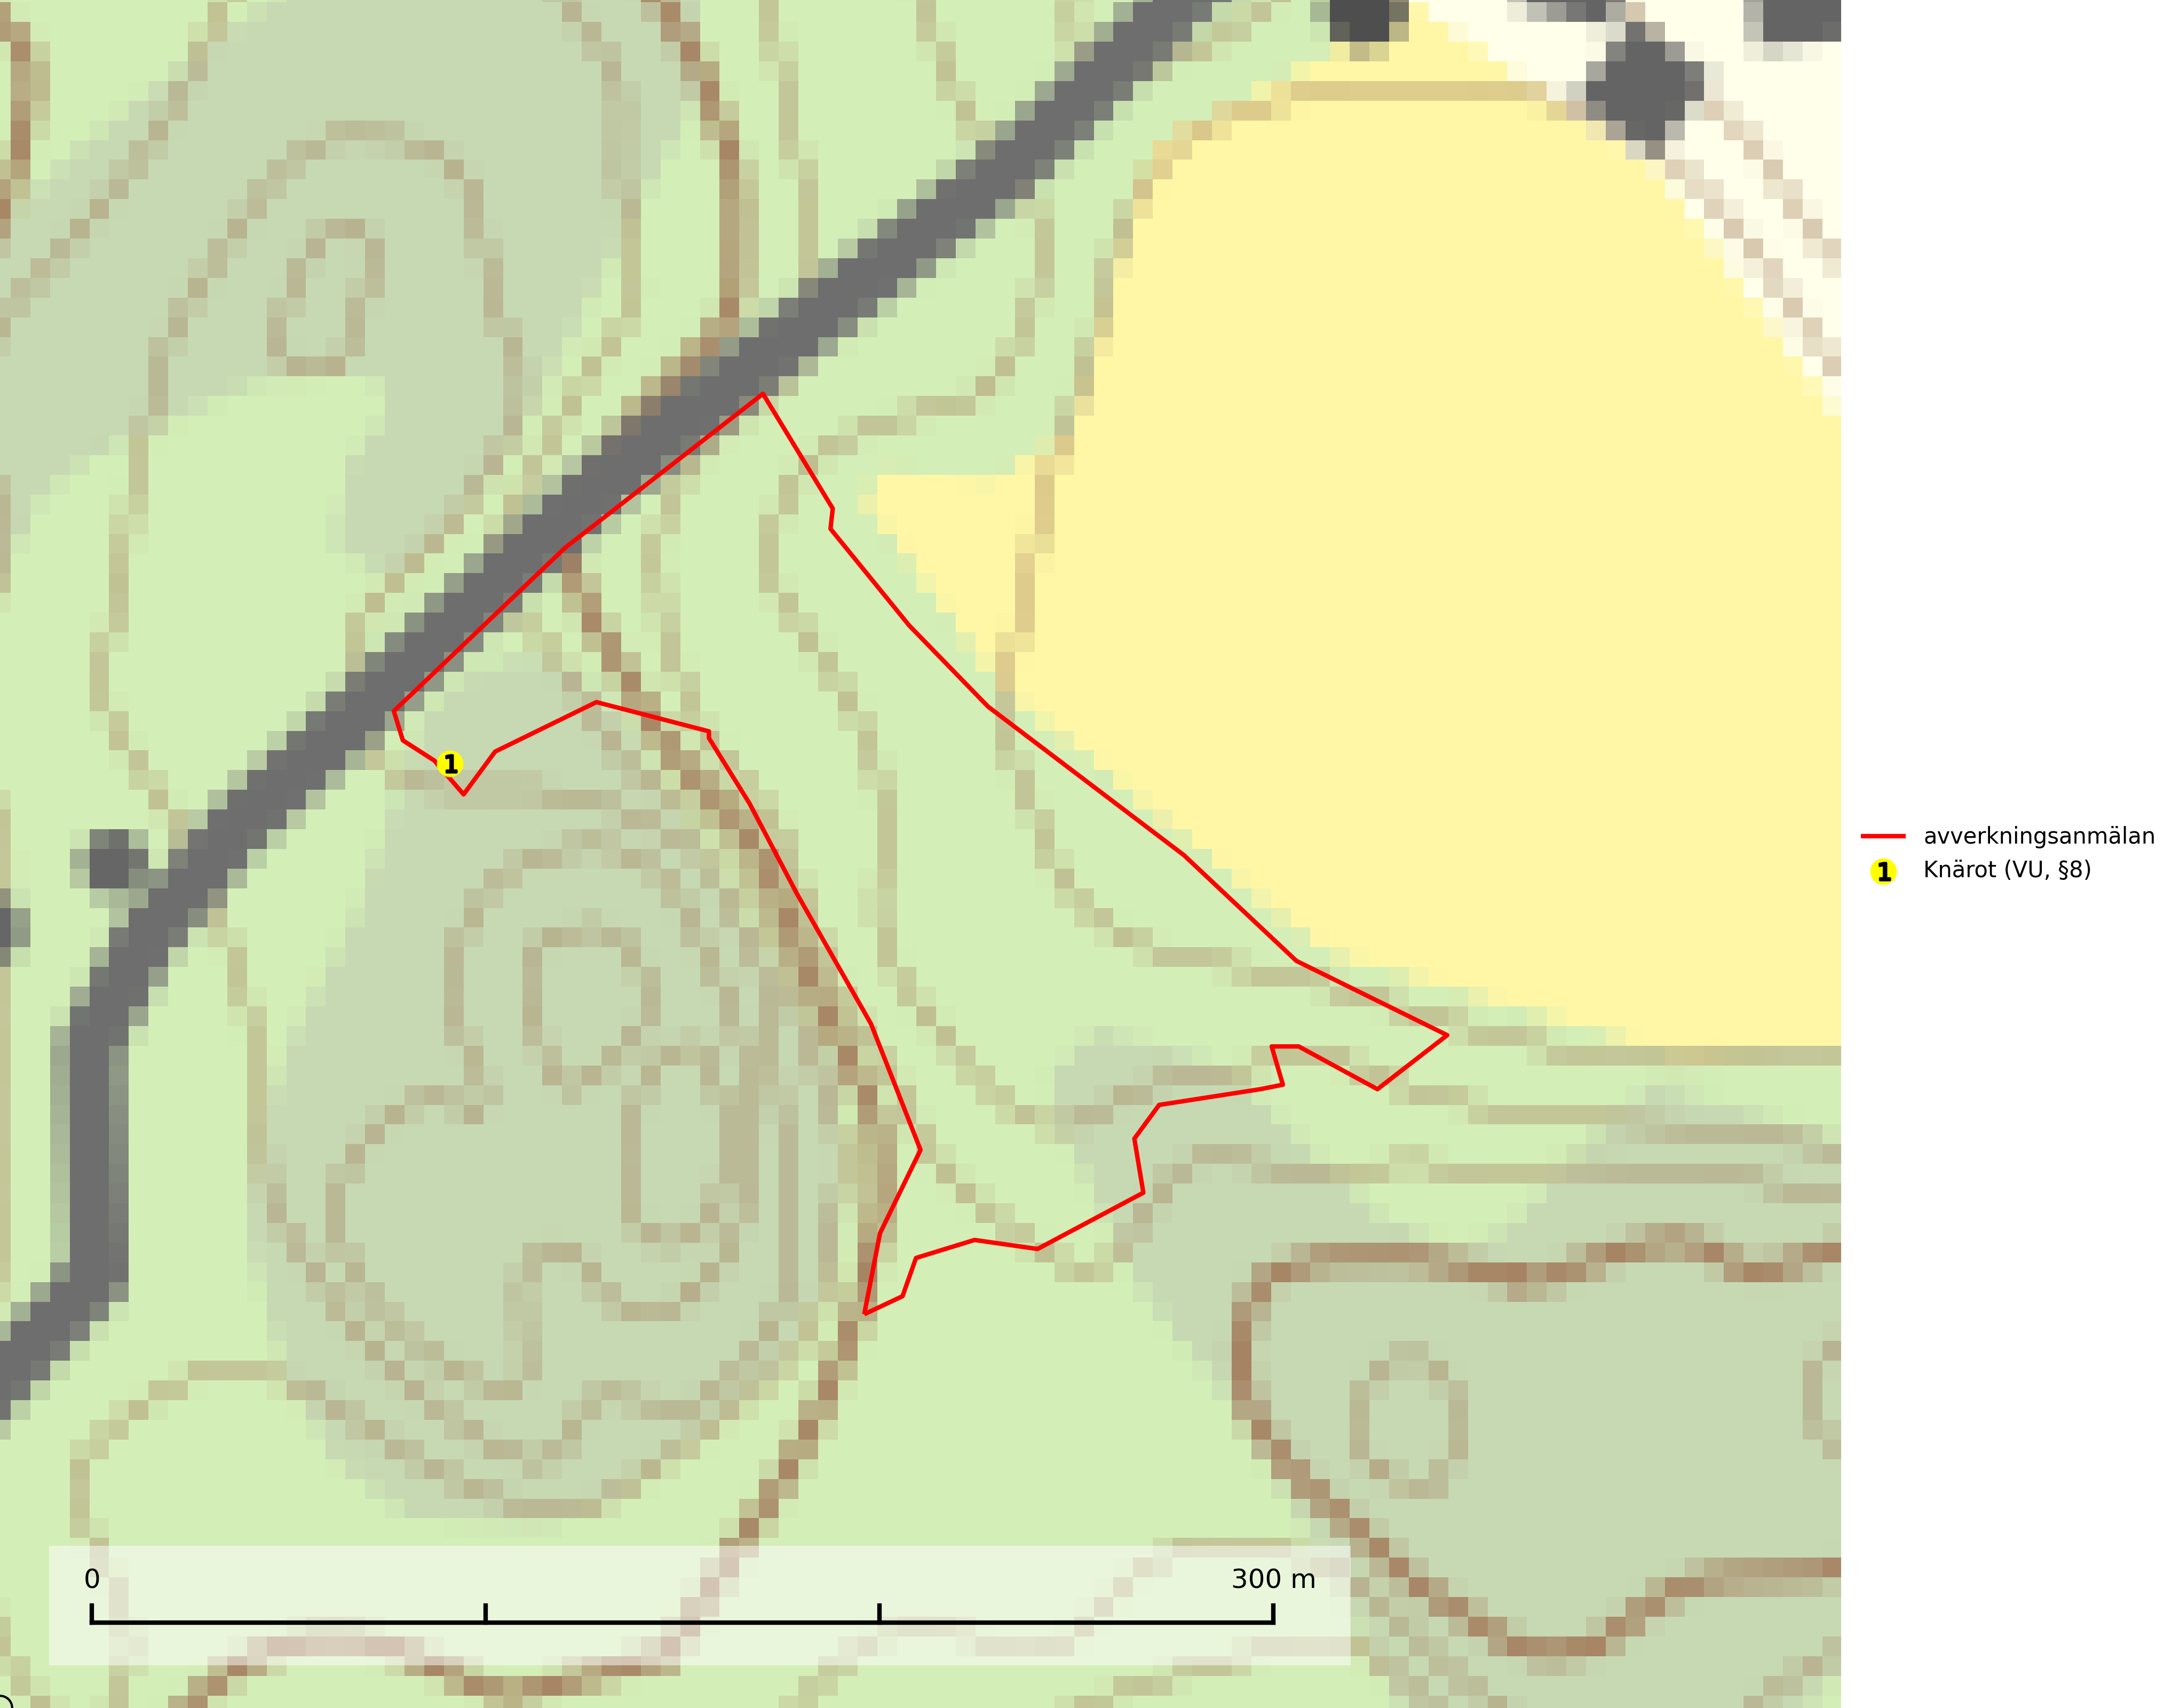 1
avverkningsanmälan
1 Knärot (VU, §8)
0 300 m